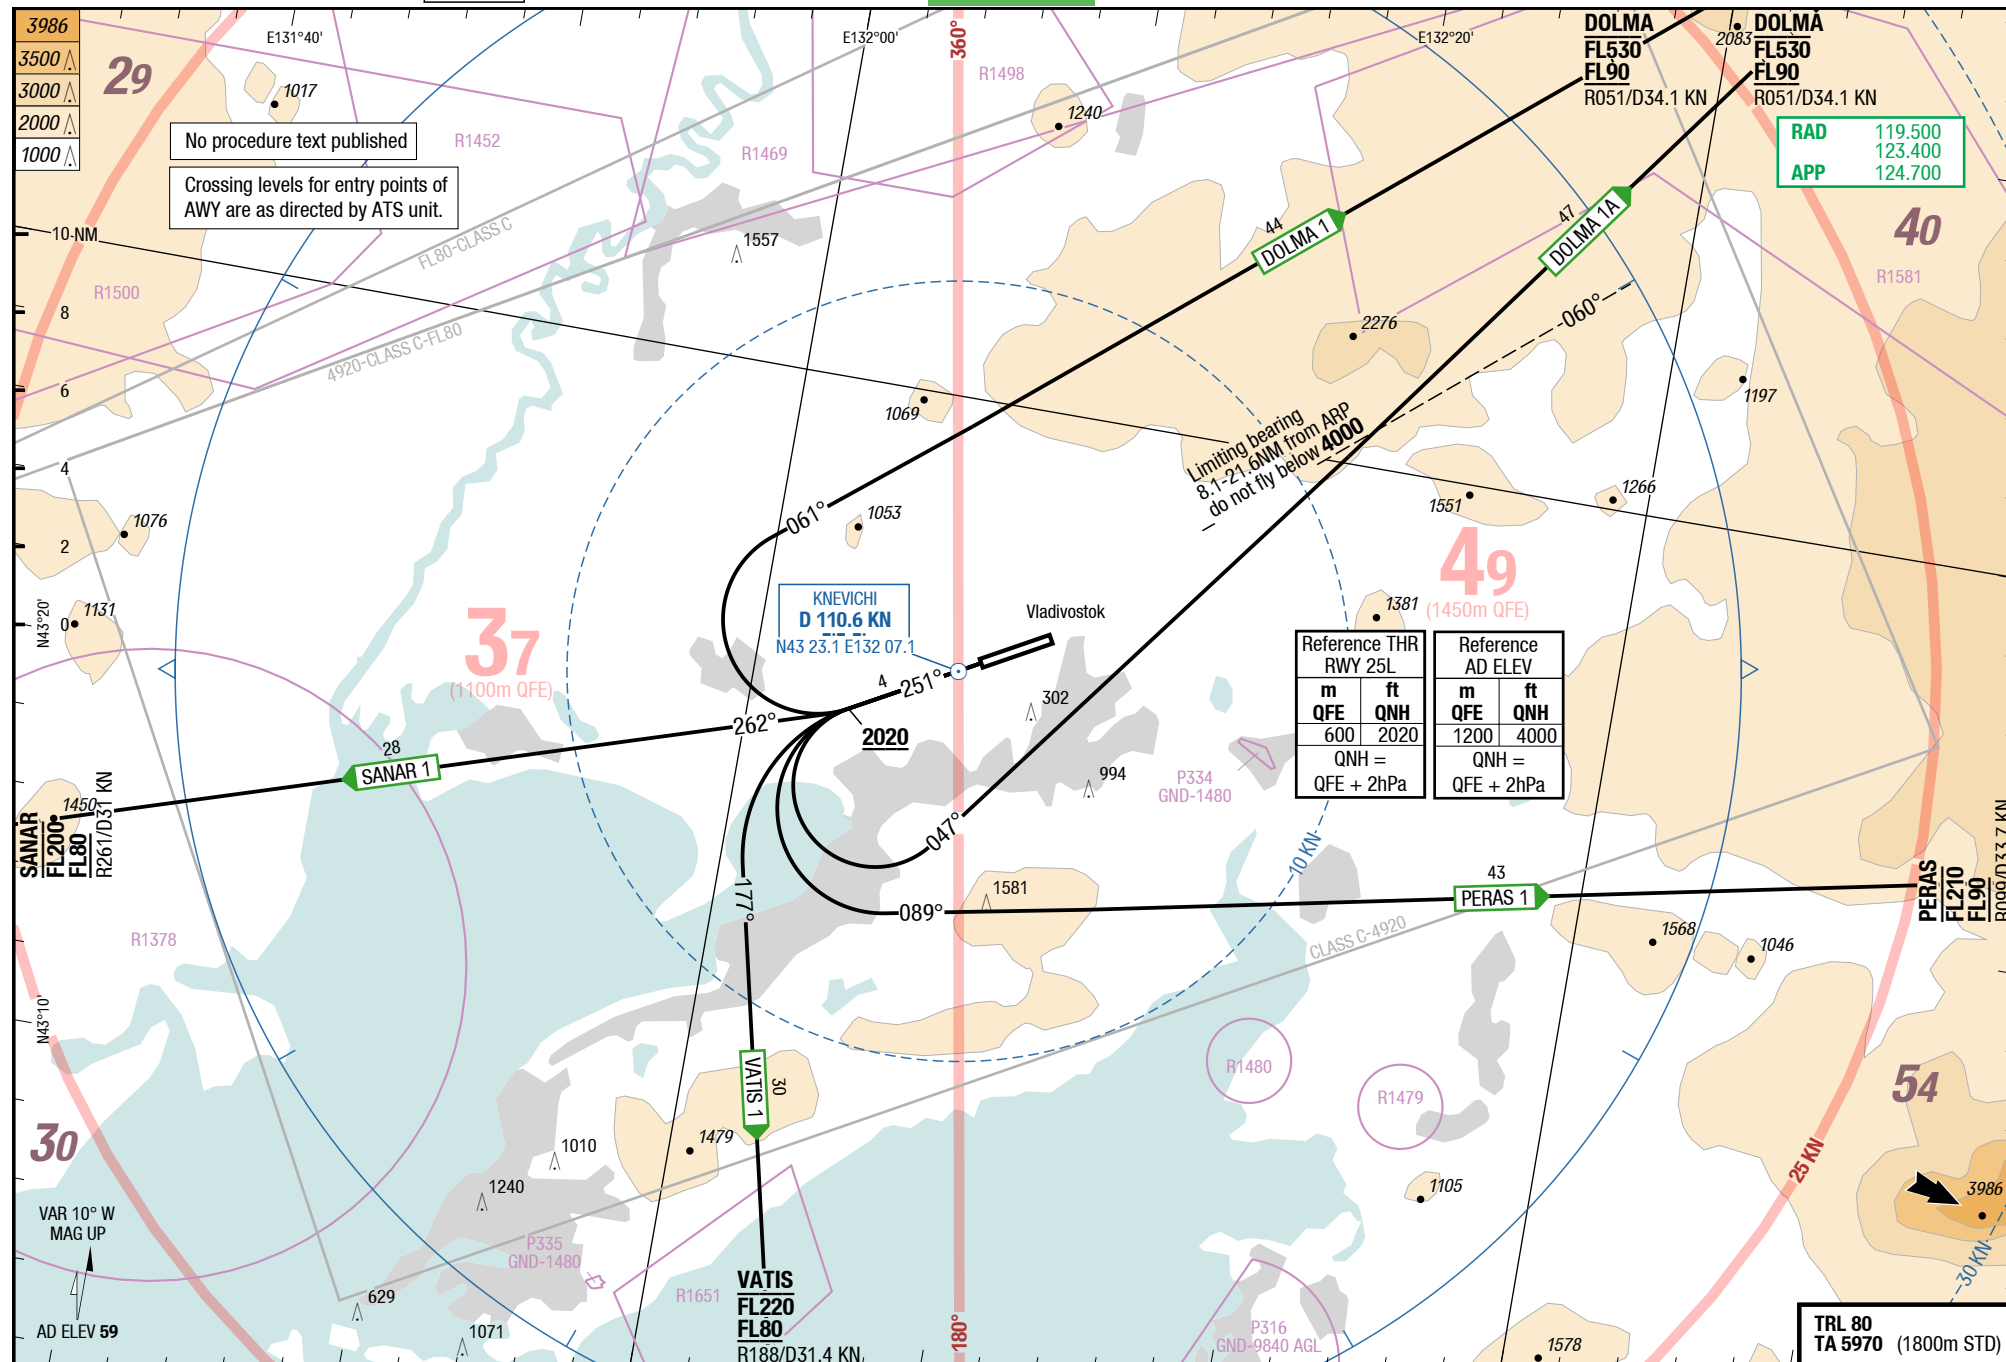 3986
3500
3000
2000
1000
29
E131°40'
1017
No procedure text published
Crossing levels for entry points of
AWY are as directed by ATS unit.
R1452
R1469
E132°00'
360°
R1498
1240
E132°20'
DOLMA
FL530
FL90
R051/D34.1 KN
2083
DOLMA
FL530
FL90
R051/D34.1 KN
RAD 119.500
123.400
APP 124.700
40
R1581
10 NM
8
6
4
2
0
R1500
FL80-CLASS C
4920-CLASS C-FL80
1557
44
DOLMA 1
47
DOLMA 1A
060°
2276
1197
1069
Limiting bearing
8.1-21.6NM from ARP
do not fly below 4000
061°
1053
1076
1551
1266
49
(1450m QFE)
N43°20'
1131
37
(1100m QFE)
KNEVICHI
D 110.6 KN
N43 23.1 E132 07.1
Vladivostok
1381
Reference THR
RWY 25L
m ft
QFE QNH
600 2020
QNH =
QFE + 2hPa
Reference
AD ELEV
m ft
QFE QNH
1200 4000
QNH =
QFE + 2hPa
4
251°
302
262°
2020
28
SANAR 1
994
P334
GND-1480
1450
SANAR
FL200
FL80
R261/D31 KN
047°
10 KN
177°
1581
089°
43
PERAS 1
PERAS
FL210
FL90
R099/D33.7 KN
R1378
CLASS C-4920
1568
1046
N43°10'
VATIS 1
30
R1480
R1479
54
30
1010
1479
1240
1105
25 KN
3986
VAR 10° W
MAG UP
P335
GND-1480
R1651
VATIS
FL220
FL80
R188/D31.4 KN
180°
P316
GND-9840 AGL
30 KN
629
AD ELEV 59
1071
1578
TRL 80
TA 5970 (1800m STD)